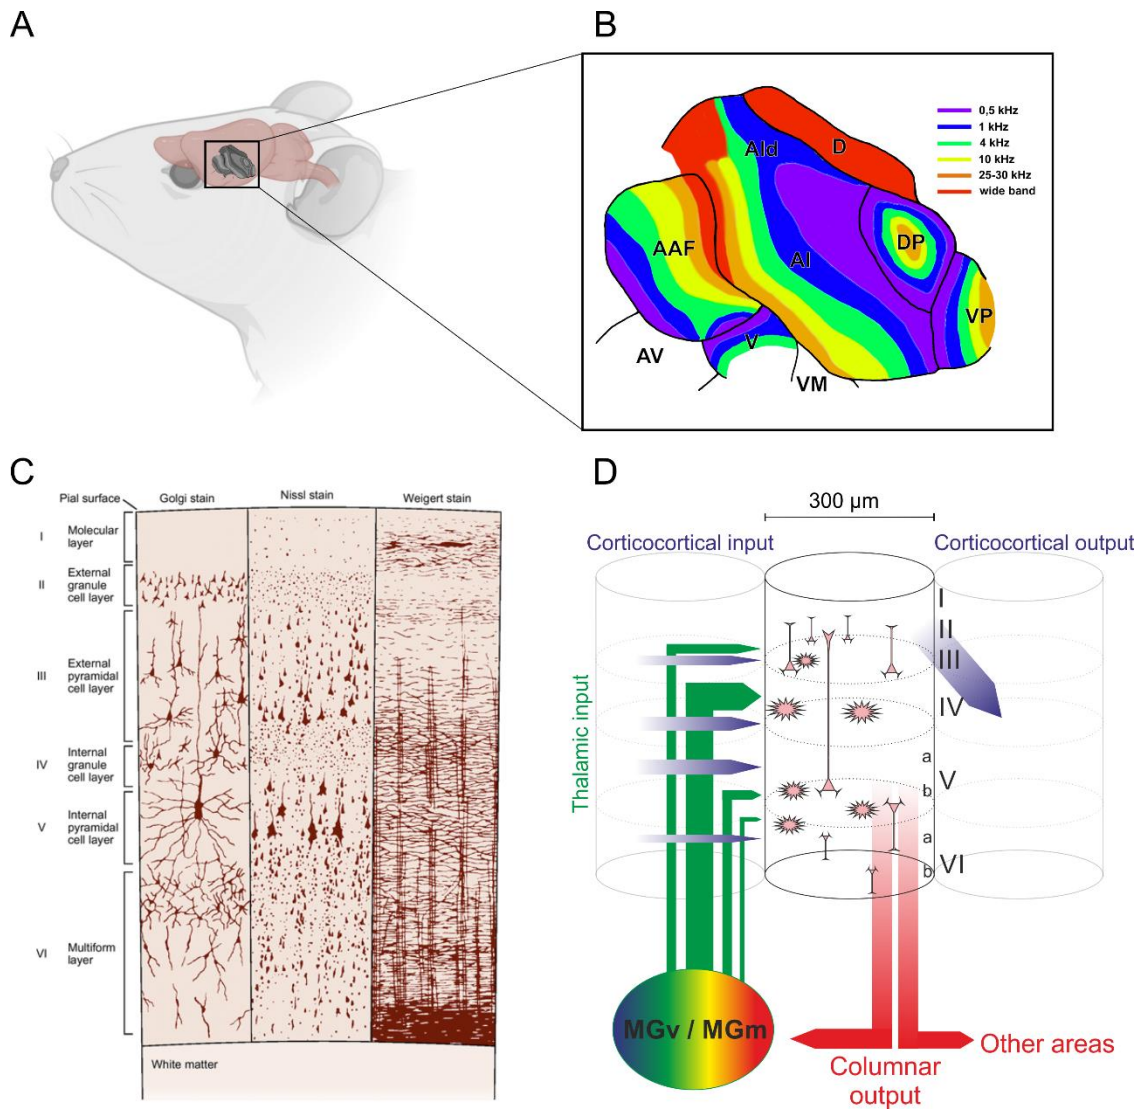 A
B
0,5 kHz
1 kHz
4 kHz
10 kHz
25-30 kHz
wide band
D
AId
DP
AAF
AI
VP
V
AV
VM
C
Pial surface
Golgi stain
Nissl stain
Weigert stain
I
Molecular
layer
II
External
granule
cell layer
III
External
pyramidal
cell layer
IV
Internal
granule
cell layer
V
Internal
pyramidal
cell layer
VI
Multiform
layer
White matter
D
300 µm
Corticocortical input
Corticocortical output
Thalamic input
I
II
III
IV
a
V
b
a
b
VI
MGv / MGm
Other areas
Columnar
output